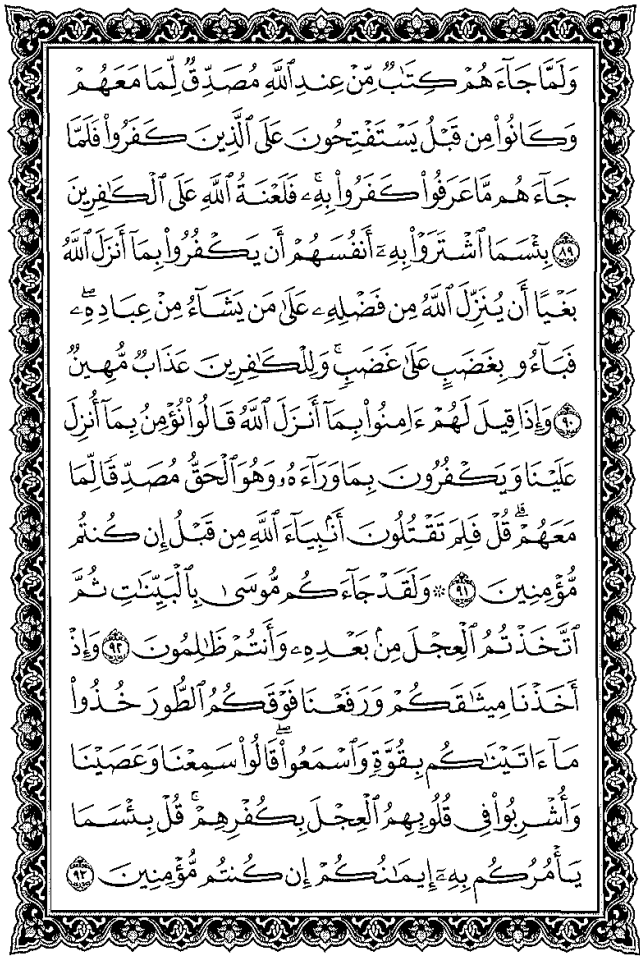 وَلَمَّا جَآءَهُمْ كِتَٰبٌ مِّنْ عِندِ ٱللَّهِ مُصَدِّقٌ لِّمَا مَعَهُمْ
وَكَانُوا۟ مِن قَبْلُ يَسْتَفْتِحُونَ عَلَى ٱلَّذِينَ كَفَرُوا۟ فَلَمَّا
جَآءَهُم مَّا عَرَفُوا۟ كَفَرُوا۟ بِهِۦ ۚ فَلَعْنَةُ ٱللَّهِ عَلَى ٱلْكَٰفِرِينَ
٨٩ بِئْسَمَا ٱشْتَرَوْا۟ بِهِۦٓ أَنفُسَهُمْ أَن يَكْفُرُوا۟ بِمَآ أَنزَلَ ٱللَّهُ
بَغْيًا أَن يُنَزِّلَ ٱللَّهُ مِن فَضْلِهِۦ عَلَىٰ مَن يَشَآءُ مِنْ عِبَادِهِۦ ۖ
فَبَآءُو بِغَضَبٍ عَلَىٰ غَضَبٍ ۚ وَلِلْكَٰفِرِينَ عَذَابٌ مُّهِينٌ
٩٠ وَإِذَا قِيلَ لَهُمْ ءَامِنُوا۟ بِمَآ أَنزَلَ ٱللَّهُ قَالُوا۟ نُؤْمِنُ بِمَآ أُنزِلَ
عَلَيْنَا وَيَكْفُرُونَ بِمَا وَرَآءَهُۥ وَهُوَ ٱلْحَقُّ مُصَدِّقًا لِّمَا
مَعَهُمْ ۗ قُلْ فَلِمَ تَقْتُلُونَ أَنۢبِيَآءَ ٱللَّهِ مِن قَبْلُ إِن كُنتُم
مُّؤْمِنِينَ ٩١ ۞ وَلَقَدْ جَآءَكُم مُّوسَىٰ بِٱلْبَيِّنَٰتِ ثُمَّ
ٱتَّخَذْتُمُ ٱلْعِجْلَ مِنۢ بَعْدِهِۦ وَأَنتُمْ ظَٰلِمُونَ ٩٢ وَإِذْ
أَخَذْنَا مِيثَٰقَكُمْ وَرَفَعْنَا فَوْقَكُمُ ٱلطُّورَ خُذُوا۟
مَآ ءَاتَيْنَٰكُم بِقُوَّةٍ وَٱسْمَعُوا۟ ۖ قَالُوا۟ سَمِعْنَا وَعَصَيْنَا
وَأُشْرِبُوا۟ فِى قُلُوبِهِمُ ٱلْعِجْلَ بِكُفْرِهِمْ ۚ قُلْ بِئْسَمَا
يَأْمُرُكُم بِهِۦٓ إِيمَٰنُكُمْ إِن كُنتُم مُّؤْمِنِينَ ٩٣